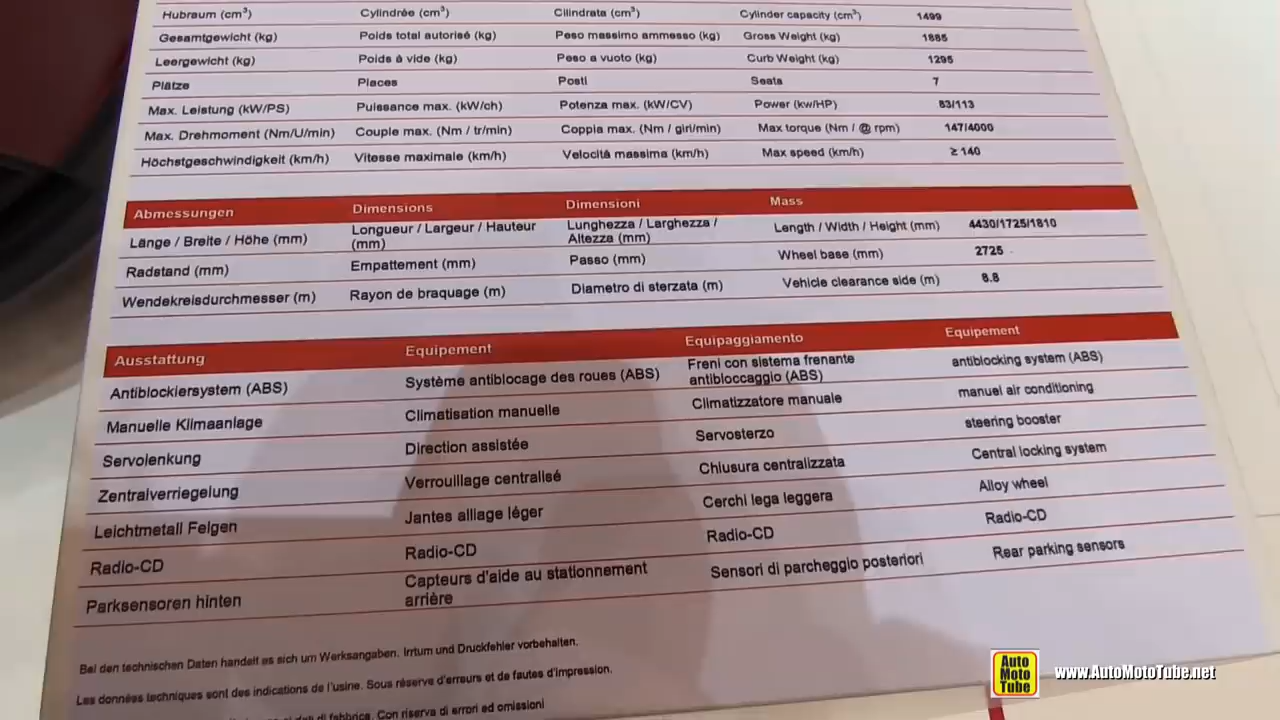 Hubraum (cm³) Cylindrée (cm³) Cilindrata (cm³) Cylinder capacity (cm³) 1499
Gesamtgewicht (kg) Poids total autorisé (kg) Peso massimo ammesso (kg) Gross Weight (kg) 1885
Leergewicht (kg) Poids à vide (kg) Peso a vuoto (kg) Curb Weight (kg) 1295
Plätze Places Posti Seats 7
Max. Leistung (kW/PS) Puissance max. (kW/ch) Potenza max. (kW/CV) Power (kw/HP) 83/113
Max. Drehmoment (Nm/U/min) Couple max. (Nm / tr/min) Coppia max. (Nm / giri/min) Max torque (Nm / @ rpm) 147/4000
Höchstgeschwindigkeit (km/h) Vitesse maximale (km/h) Velocità massima (km/h) Max speed (km/h) ≥ 140
Abmessungen Dimensions Dimensioni Mass
Länge / Breite / Höhe (mm) Longueur / Largeur / Hauteur (mm) Lunghezza / Larghezza / Altezza (mm) Length / Width / Height (mm) 4430/1725/1810
Radstand (mm) Empattement (mm) Passo (mm) Wheel base (mm) 2725
Wendekreisdurchmesser (m) Rayon de braquage (m) Diametro di sterzata (m) Vehicle clearance side (m) 8.8
Ausstattung Equipement Equipaggiamento Equipement
Antiblockiersystem (ABS) Système antiblocage des roues (ABS) Freni con sistema frenante antibloccaggio (ABS) antiblocking system (ABS)
Manuelle Klimaanlage Climatisation manuelle Climatizzatore manuale manuel air conditioning
Servolenkung Direction assistée Servosterzo steering booster
Zentralverriegelung Verrouillage centralisé Chiusura centralizzata Central locking system
Leichtmetall Felgen Jantes alliage léger Cerchi lega leggera Alloy wheel
Radio-CD Radio-CD Radio-CD Radio-CD
Parksensoren hinten Capteurs d'aide au stationnement arrière Sensori di parcheggio posteriori Rear parking sensors
Bei den technischen Daten handelt es sich um Werksangaben. Irrtum und Druckfehler vorbehalten.
Les données techniques sont des indications de l'usine. Sous réserve d'erreurs et de fautes d'impression.
di fabbrica. Con riserva di errori ed omissioni
Auto
Moto
Tube
www.AutoMotoTube.net